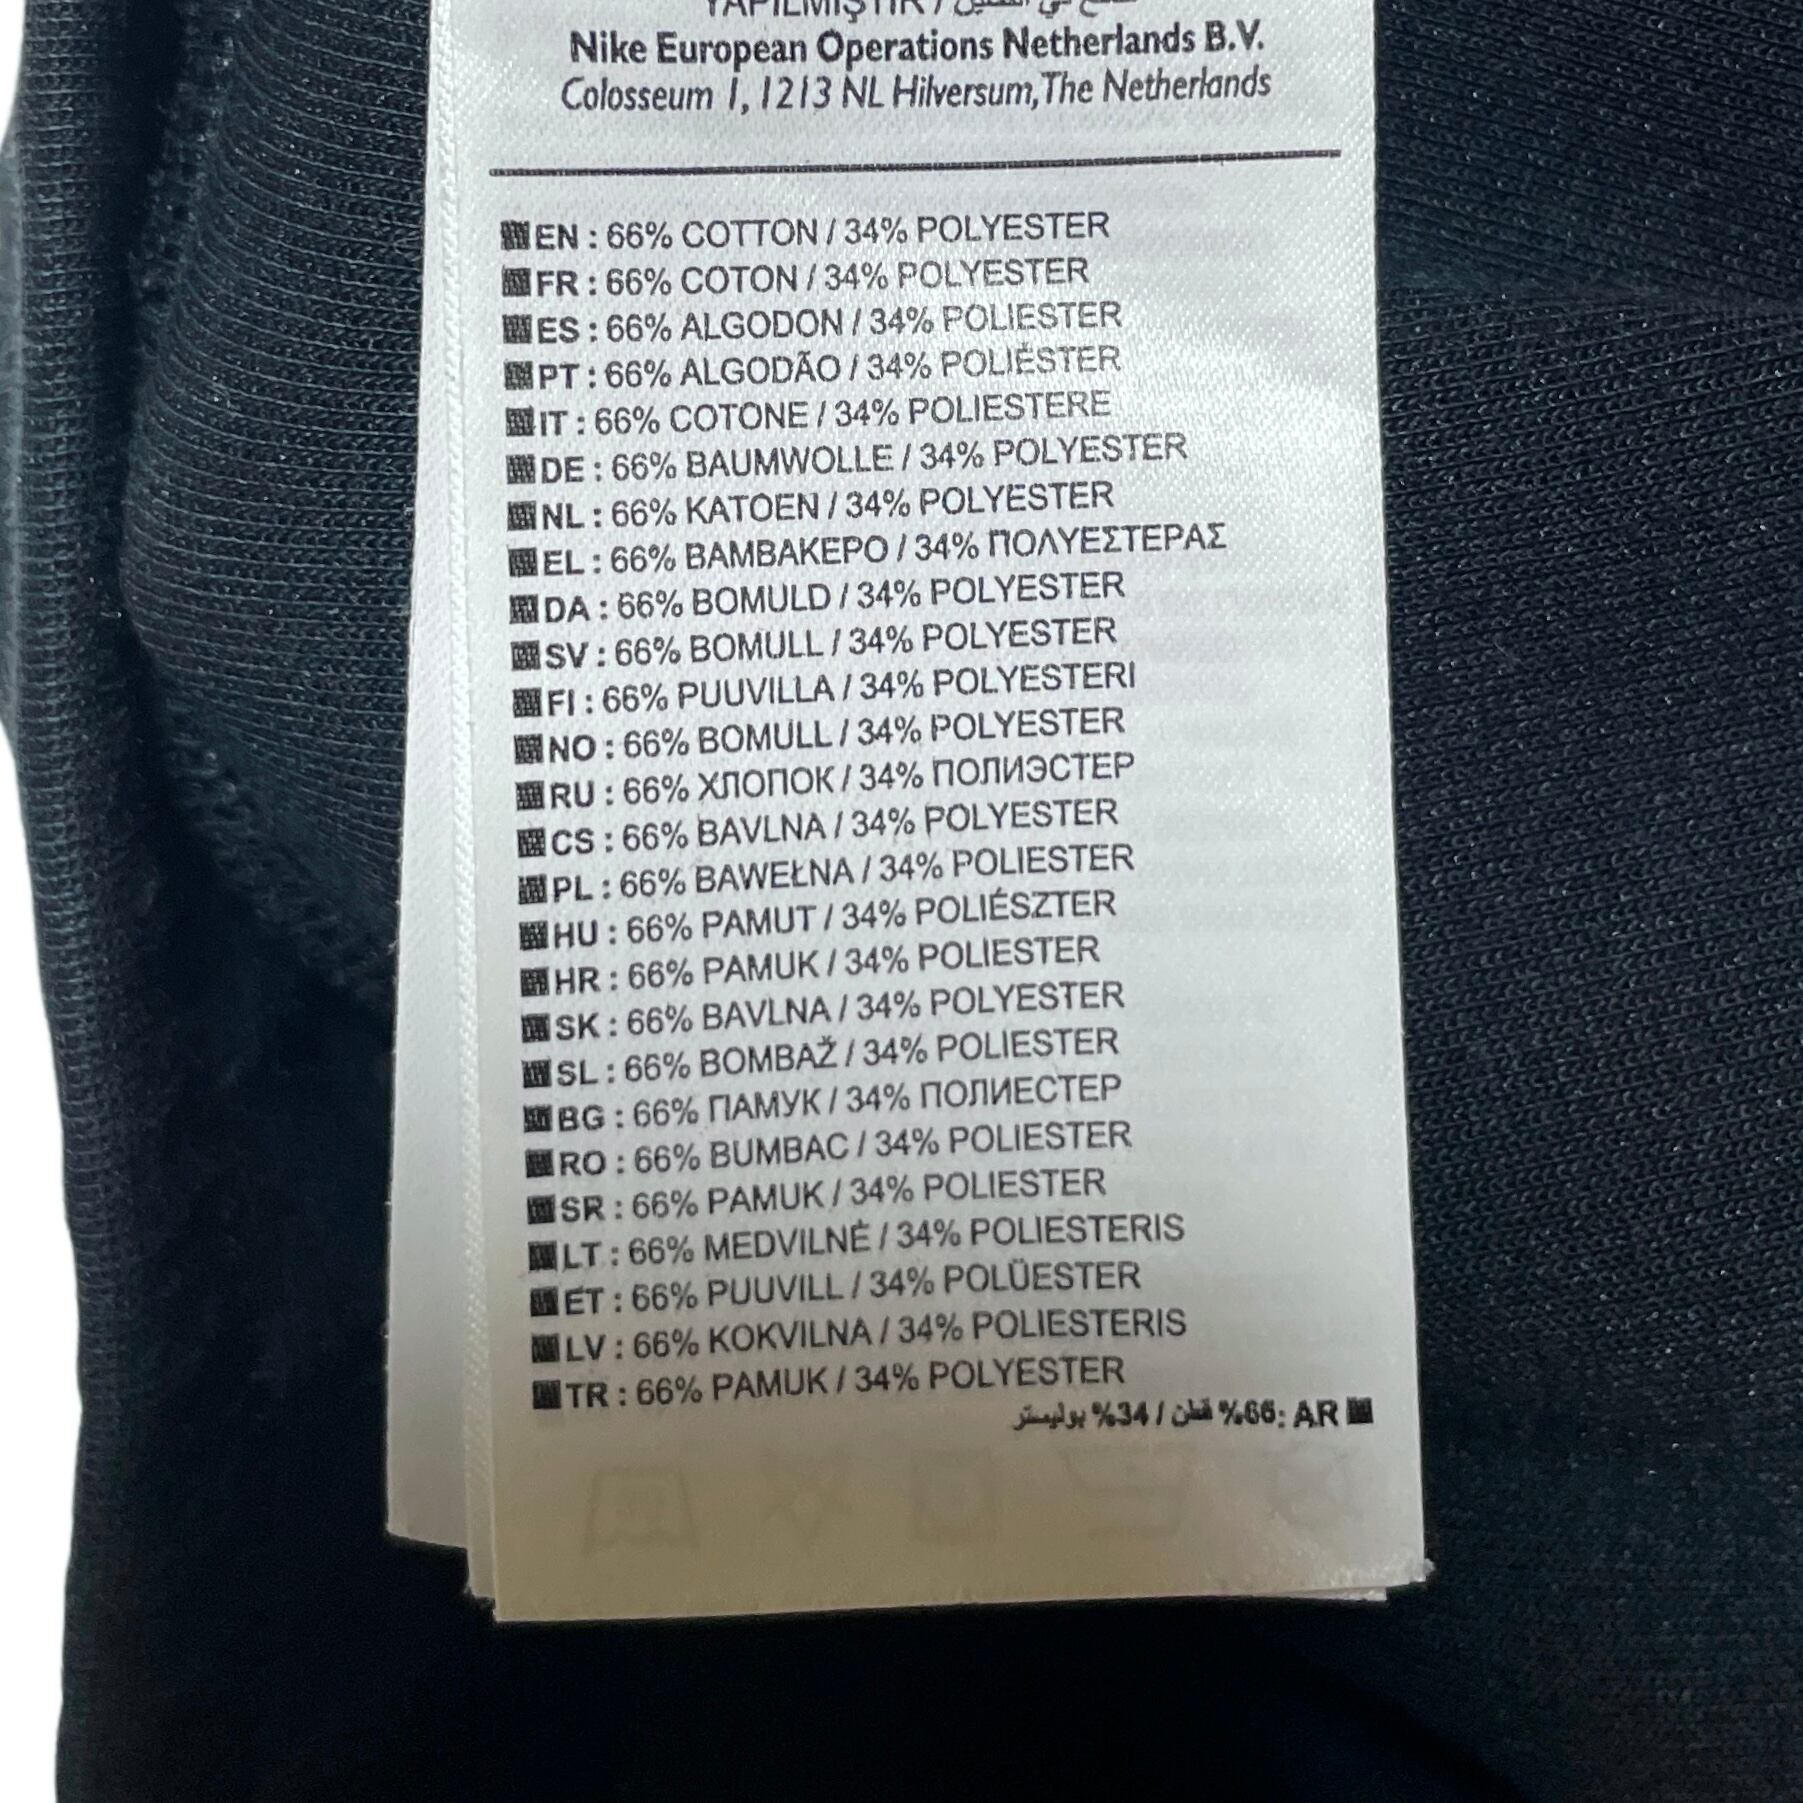 YAPILMIŞTIR /
Nike European Operations Netherlands B.V.
Colosseum 1, 1213 NL Hilversum, The Netherlands
EN : 66% COTTON / 34% POLYESTER
FR : 66% COTON / 34% POLYESTER
ES : 66% ALGODON / 34% POLIESTER
PT : 66% ALGODÃO / 34% POLIÉSTER
IT : 66% COTONE / 34% POLIESTERE
DE : 66% BAUMWOLLE / 34% POLYESTER
NL : 66% KATOEN / 34% POLYESTER
EL : 66% ΒΑΜΒΑΚΕΡΟ / 34% ΠΟΛΥΕΣΤΕΡΑΣ
DA : 66% BOMULD / 34% POLYESTER
SV : 66% BOMULL / 34% POLYESTER
FI : 66% PUUVILLA / 34% POLYESTERI
NO : 66% BOMULL / 34% POLYESTER
RU : 66% ХЛОПОК / 34% ПОЛИЭСТЕР
CS : 66% BAVLNA / 34% POLYESTER
PL : 66% BAWEŁNA / 34% POLIESTER
HU : 66% PAMUT / 34% POLIÉSZTER
HR : 66% PAMUK / 34% POLIESTER
SK : 66% BAVLNA / 34% POLYESTER
SL : 66% BOMBAŽ / 34% POLIESTER
BG : 66% ПАМУК / 34% ПОЛИЕСТЕР
RO : 66% BUMBAC / 34% POLIESTER
SR : 66% PAMUK / 34% POLIESTER
LT : 66% MEDVILNĖ / 34% POLIESTERIS
ET : 66% PUUVILL / 34% POLÜESTER
LV : 66% KOKVILNA / 34% POLIESTERIS
TR : 66% PAMUK / 34% POLYESTER
AR :66% قطن / 34% بوليستر